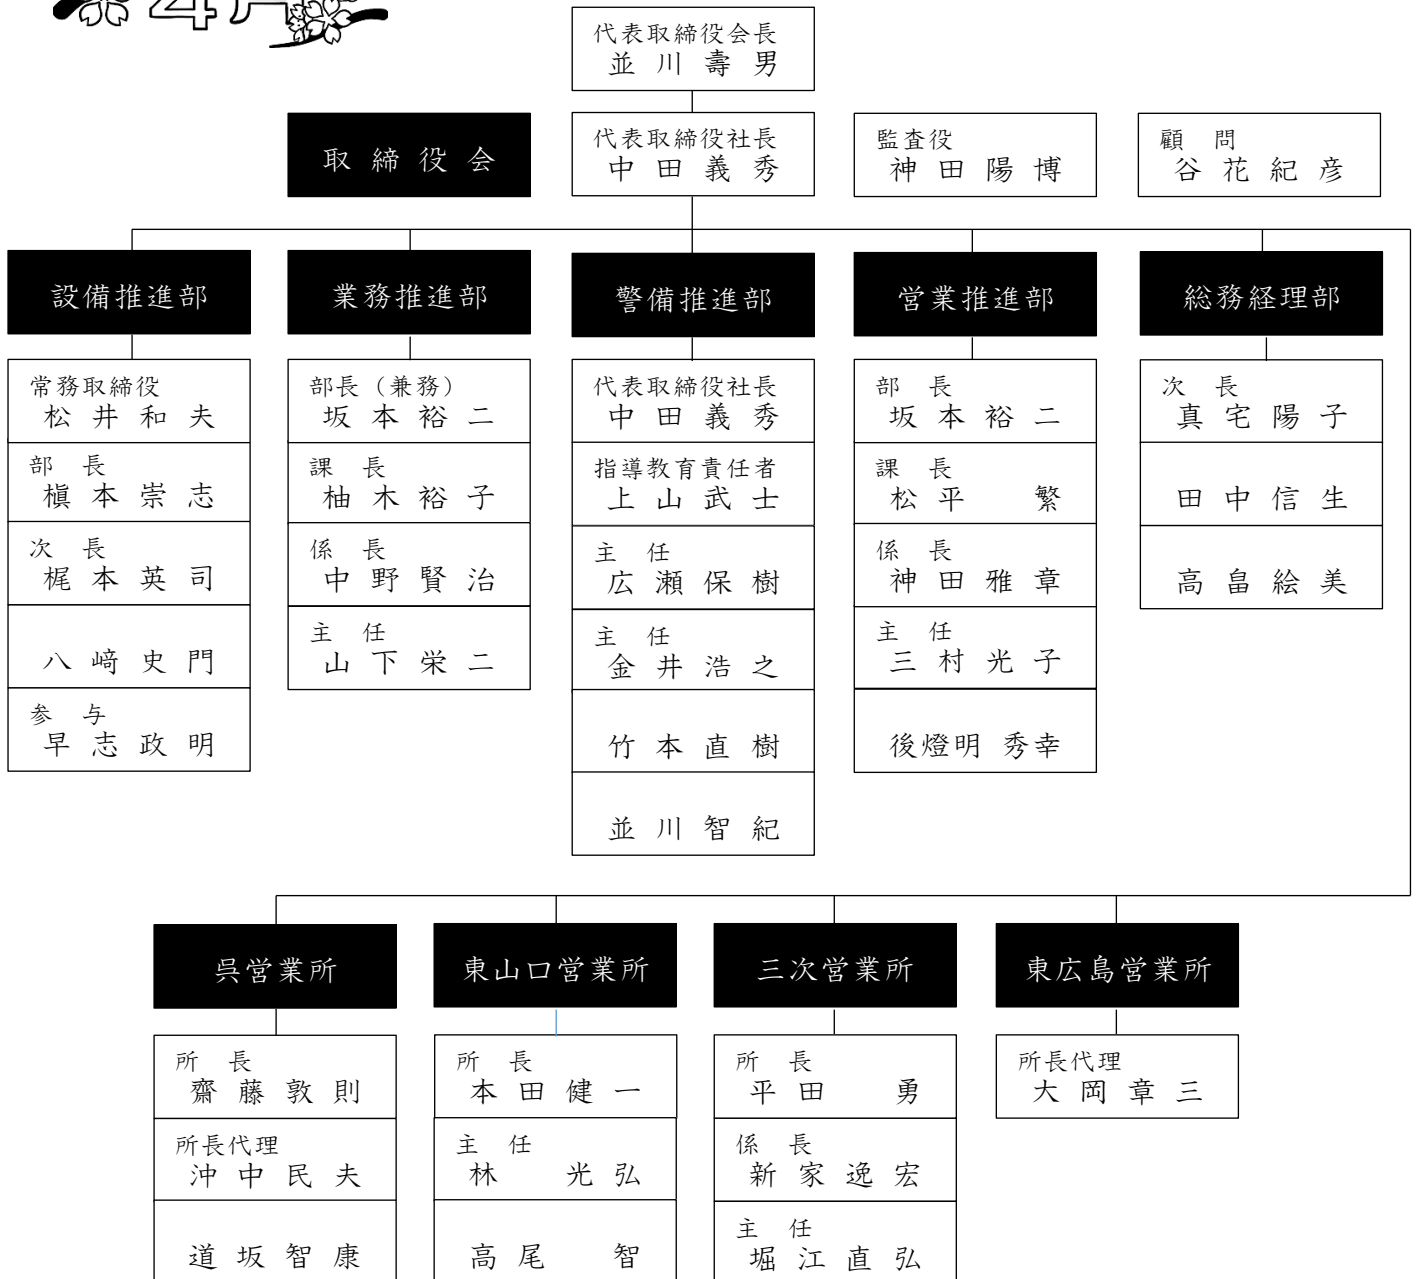 4月
代表取締役会長
並川壽男
取締役会
代表取締役社長
中田義秀
監査役
神田陽博
顧問
谷花紀彦
設備推進部
業務推進部
警備推進部
営業推進部
総務経理部
常務取締役
松井和夫
部長
槇本崇志
次長
梶本英司
八﨑史門
参与
早志政明
部長（兼務）
坂本裕二
課長
柚木裕子
係長
中野賢治
主任
山下栄二
代表取締役社長
中田義秀
指導教育責任者
上山武士
主任
広瀬保樹
主任
金井浩之
竹本直樹
並川智紀
部長
坂本裕二
課長
松平 繁
係長
神田雅章
主任
三村光子
後燈明 秀幸
次長
真宅陽子
田中信生
高畠絵美
呉営業所
東山口営業所
三次営業所
東広島営業所
所長
齋藤敦則
所長代理
沖中民夫
道坂智康
所長
本田健一
主任
林 光弘
高尾 智
所長
平田 勇
係長
新家逸宏
主任
堀江直弘
所長代理
大岡章三